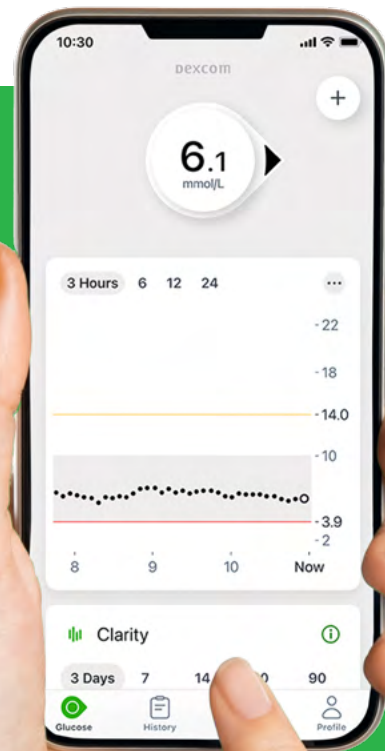 10:30
Dexcom
+
6.1
mmol/L
3 Hours 6 12 24 ...
22
18
14.0
10
3.9
2
8 9 10 Now
Clarity
3 Days 7 14 90
Glucose History Profile